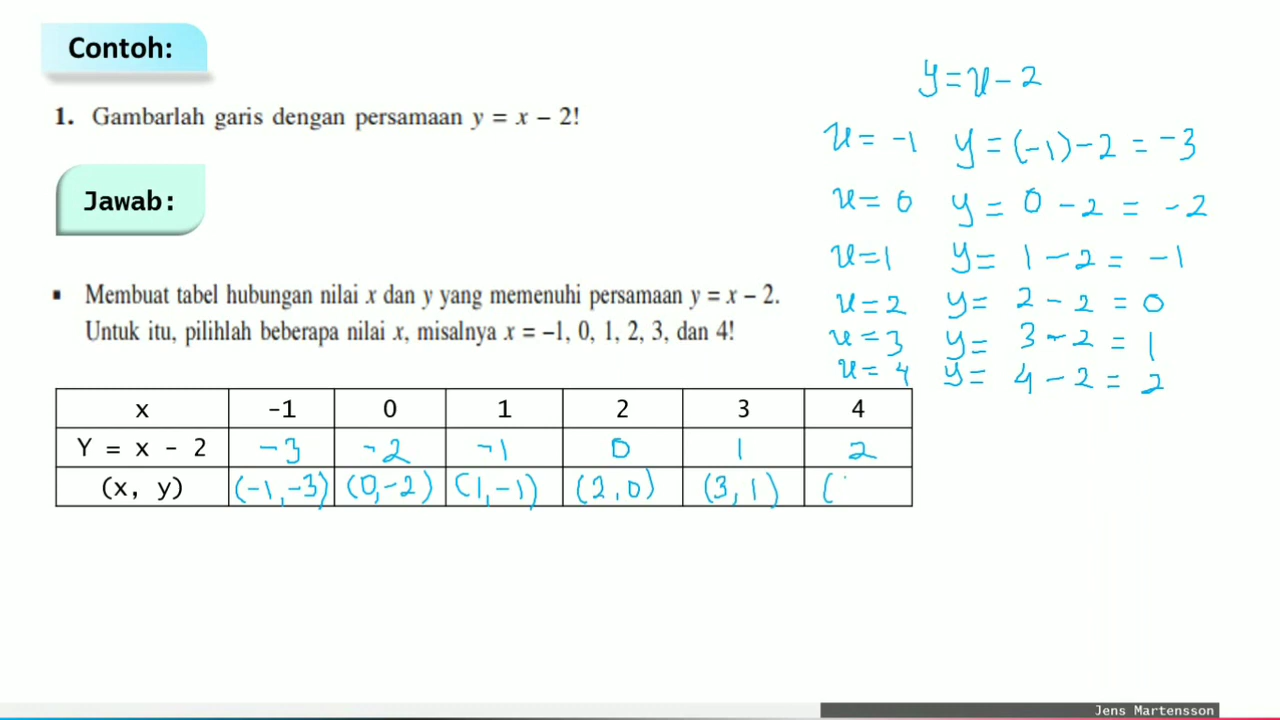 Contoh:
1. Gambarlah garis dengan persamaan y = x – 2!
Jawab:
▪ Membuat tabel hubungan nilai x dan y yang memenuhi persamaan y = x – 2.
Untuk itu, pilihlah beberapa nilai x, misalnya x = –1, 0, 1, 2, 3, dan 4!
y = x – 2
x = -1 y = (-1) – 2 = -3
x = 0 y = 0 – 2 = -2
x = 1 y = 1 – 2 = -1
x = 2 y = 2 – 2 = 0
x = 3 y = 3 – 2 = 1
x = 4 y = 4 – 2 = 2
x -1 0 1 2 3 4
Y = x - 2 -3 -2 -1 0 1 2
(x, y) (-1,-3) (0,-2) (1,-1) (2,0) (3,1) (
Jens Martensson